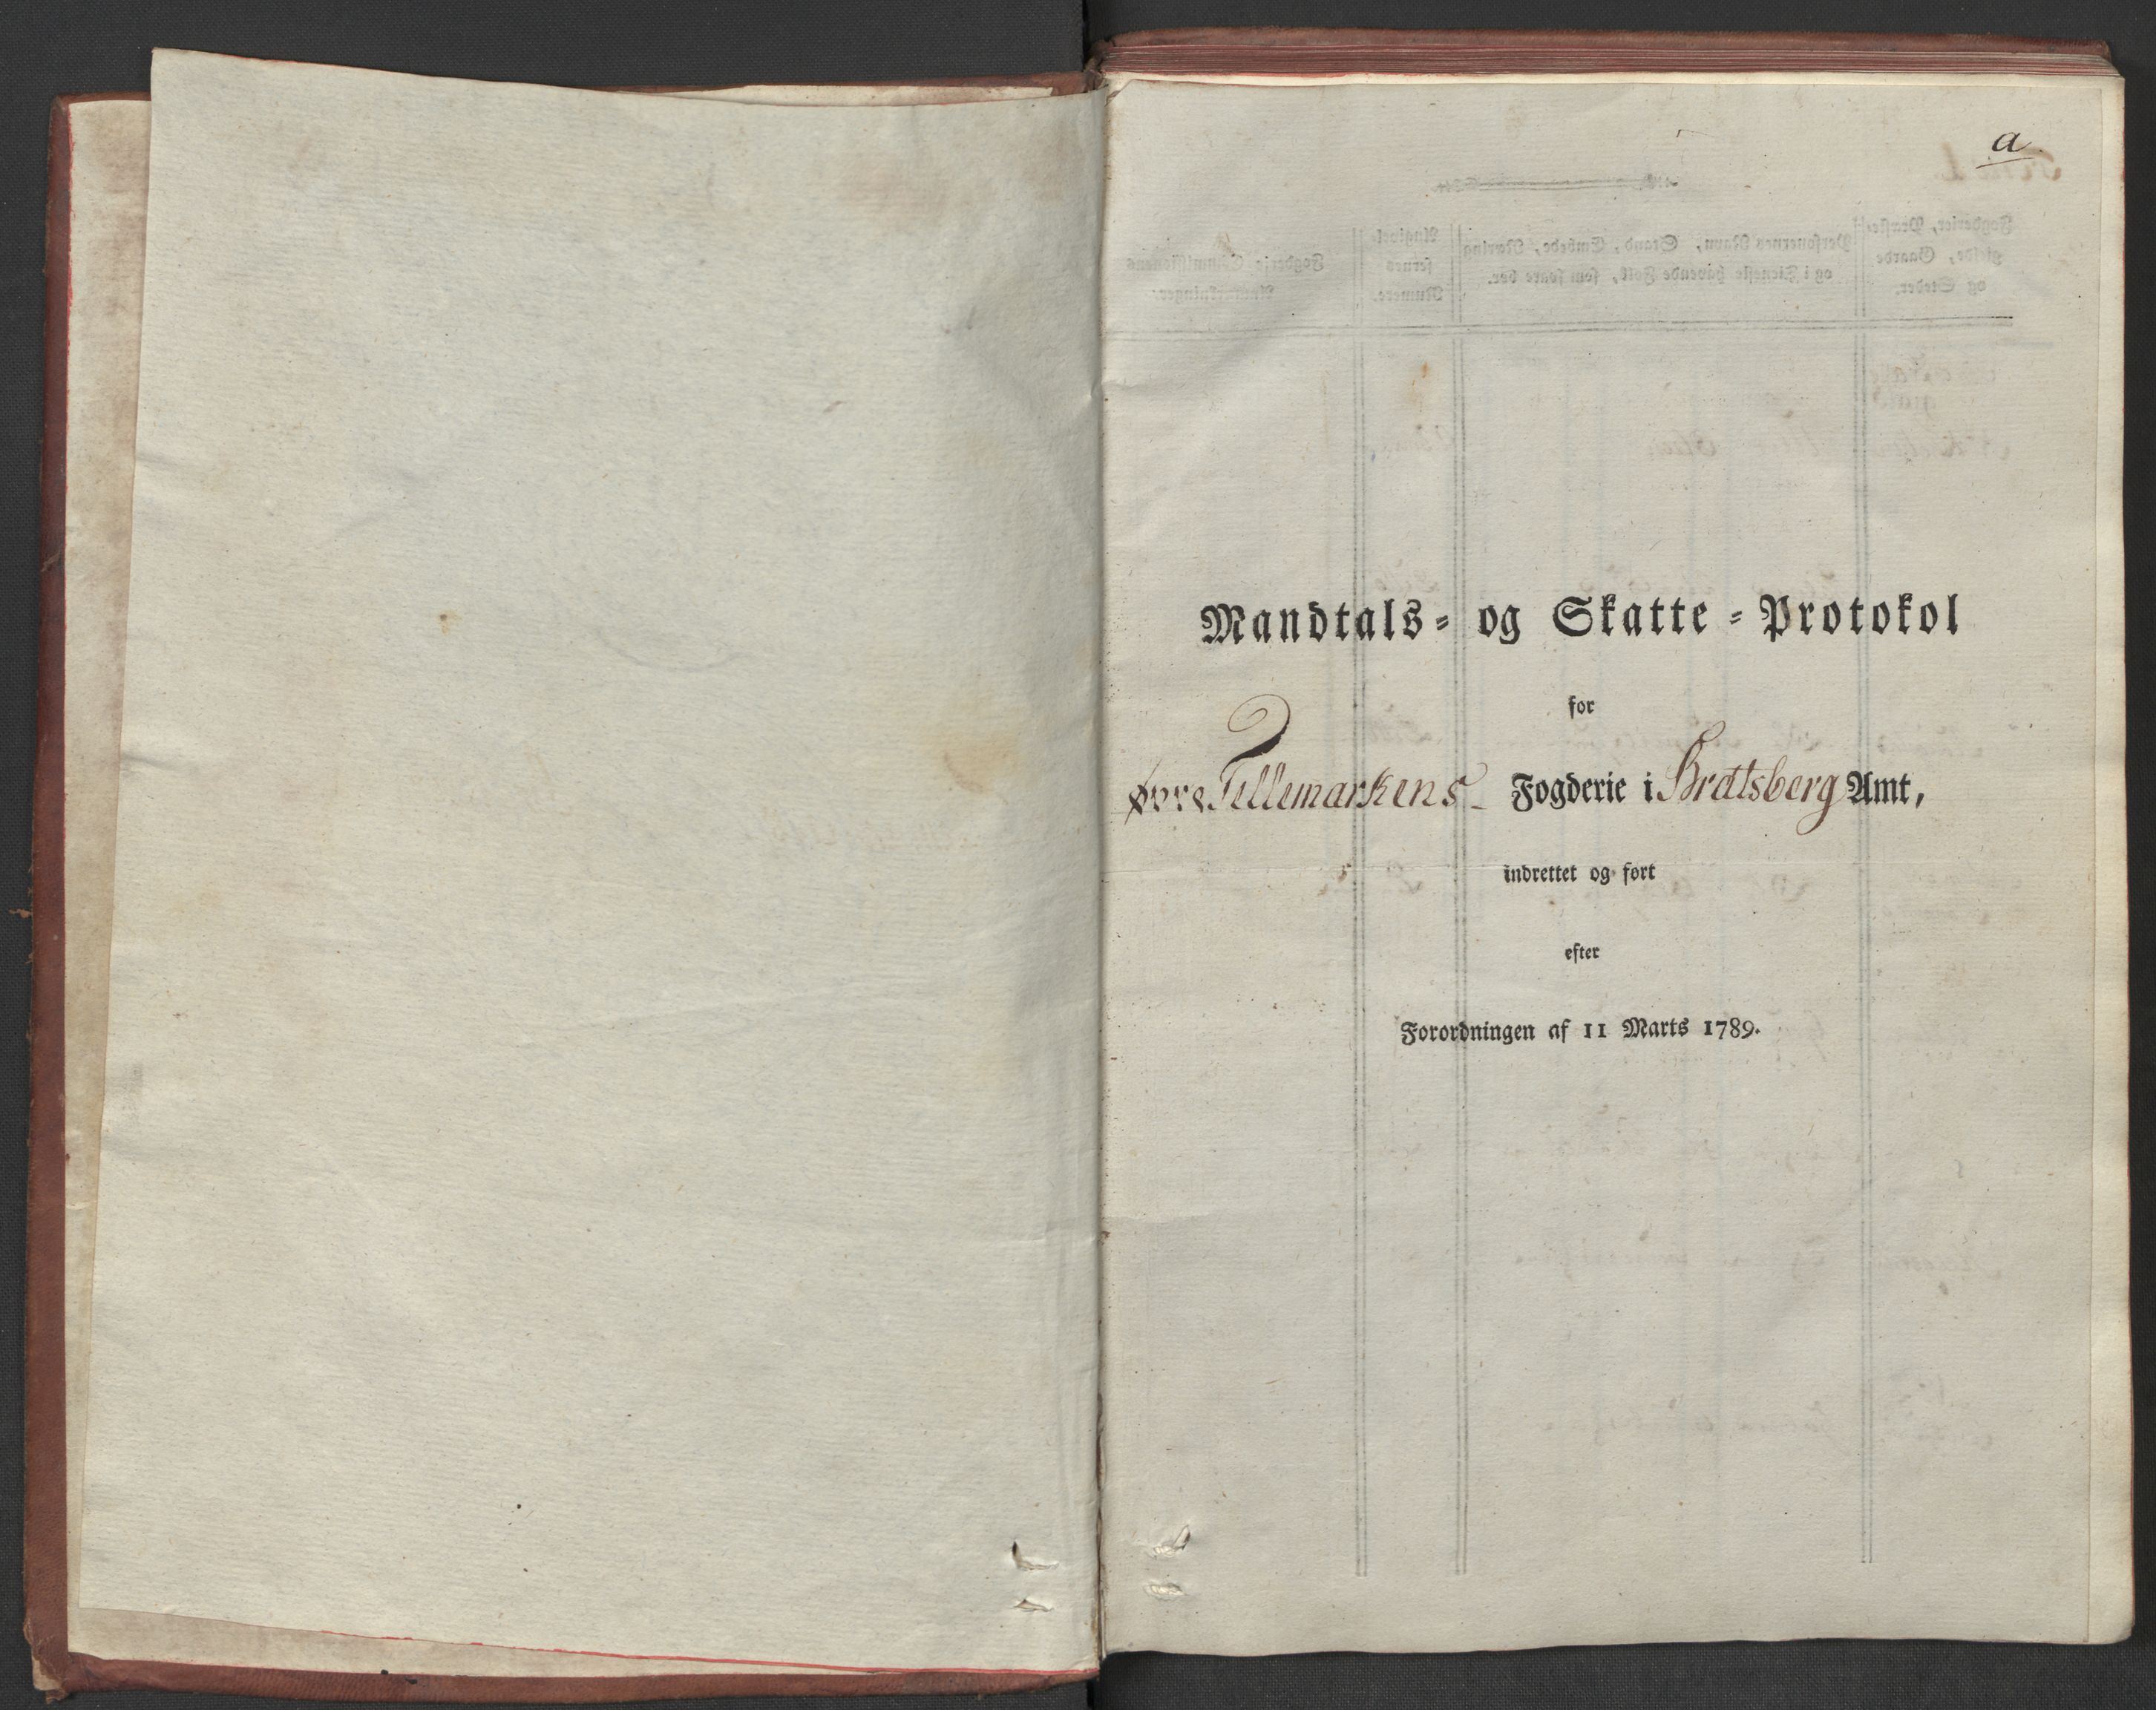 a.
Mandtals- og Skatte-Protokol
for
øvre Tellemarkens Fogderie i Bratsberg Amt,
indrettet og ført
efter
Forordningen af 11 Marts 1789.